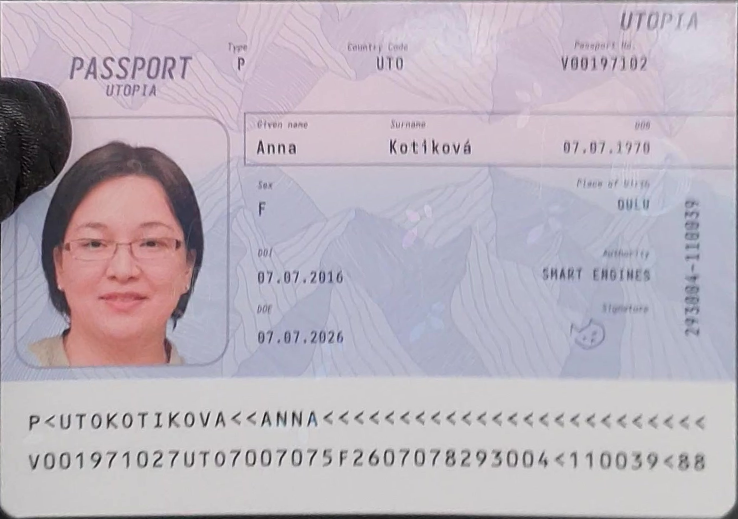 UTOPIA
PASSPORT
UTOPIA
Type
P
Country Code
UTO
Passport No.
V00197102
Given name
Anna
Surname
Kotiková
DOB
07.07.1970
Sex
F
Place of birth
OULU
DOI
07.07.2016
Authority
SMART ENGINES
DOE
07.07.2026
Signature
293004-110039
P<UTOKOTIKOVA<<ANNA<<<<<<<<<<<<<<<<<<<<<<<<<
V001971027UTO7007075F2607078293004<110039<88